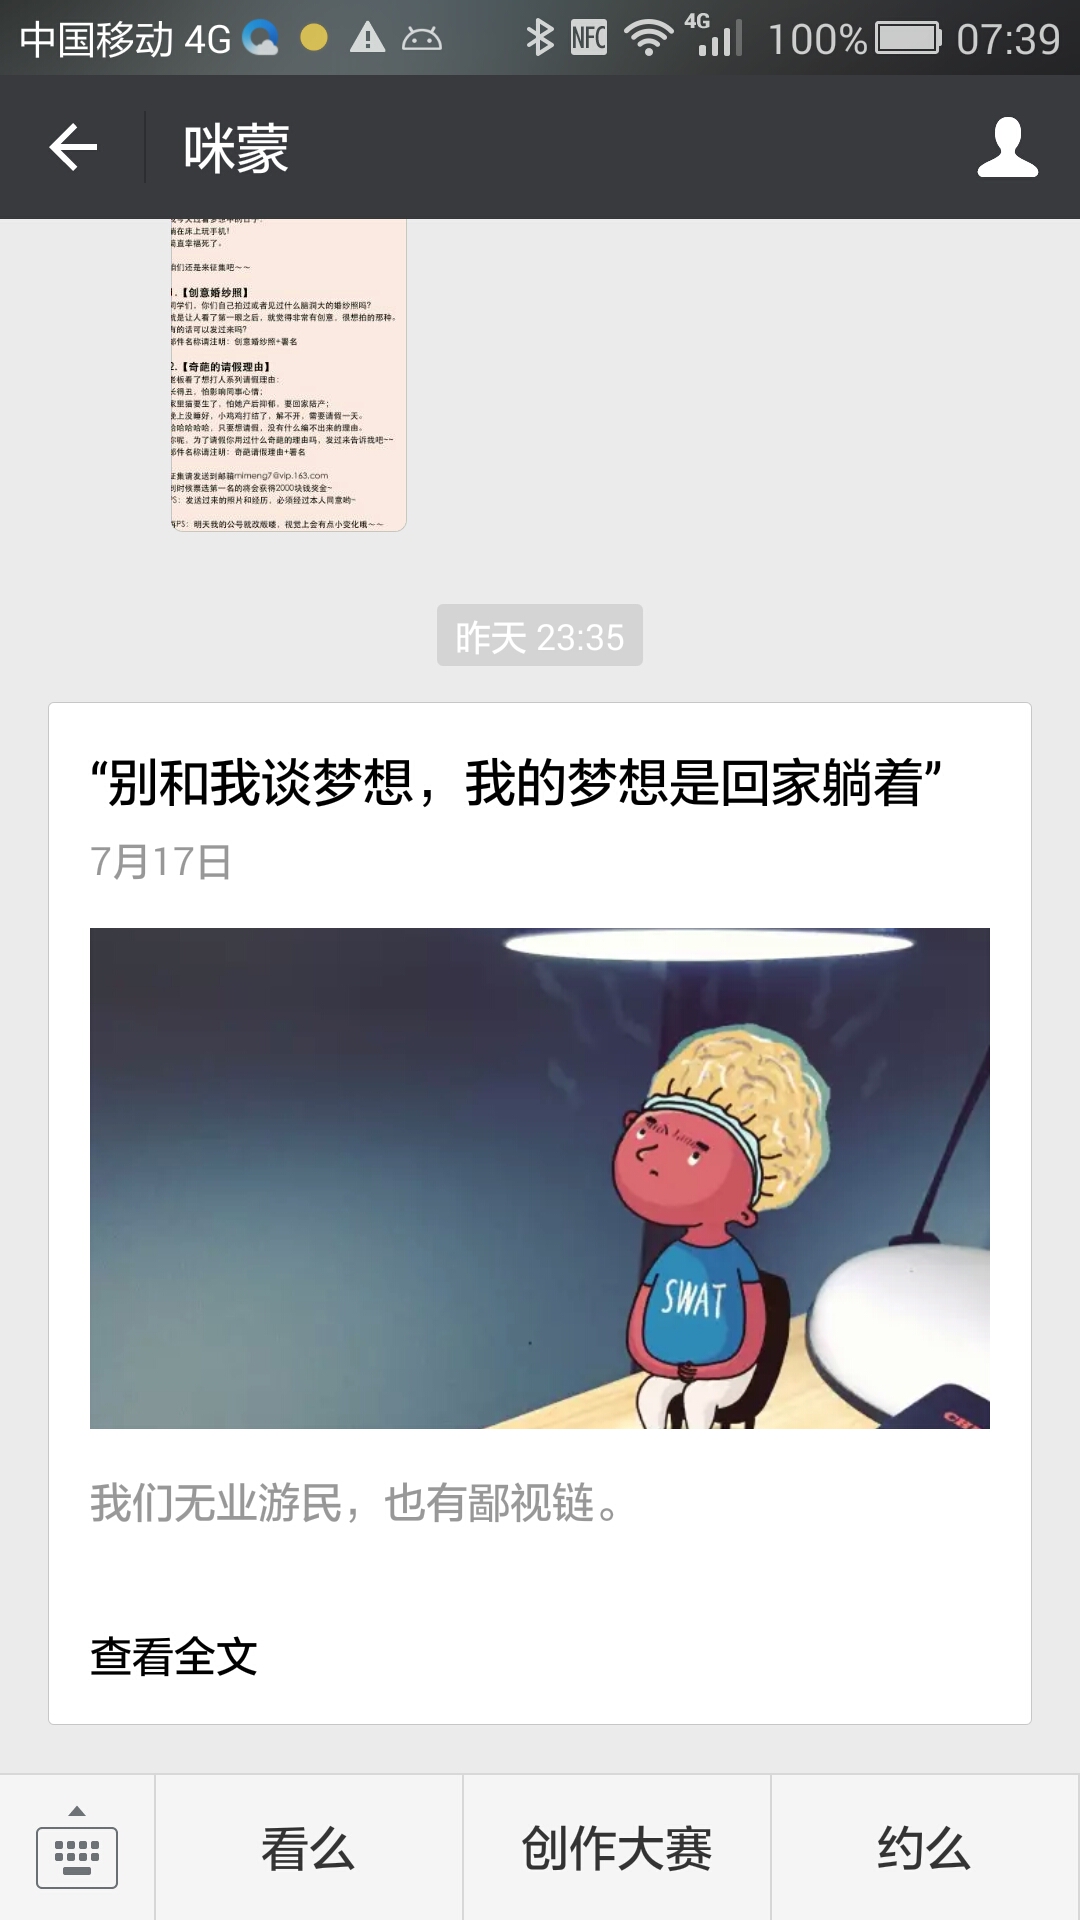 中国移动 4G
NFC
4G
100%
07:39
咪蒙
躺在床上玩手机！
简直幸福死了。
咱们还是来征集吧～～
1.【创意婚纱照】
同学们，你们自己拍过或者见过什么脑洞大的婚纱照吗？
就是让人看了第一眼之后，就觉得非常有创意，很想拍的那种。
有的话可以发过来吗？
邮件名称请注明：创意婚纱照+署名
2.【奇葩的请假理由】
老板看了想打人系列请假理由：
长得丑，怕影响同事心情；
家里猫要生了，怕她产后抑郁，要回家陪产；
晚上没睡好，小鸡鸡打结了，解不开，需要请假一天。
哈哈哈哈哈，只要想请假，没有什么编不出来的理由。
你呢，为了请假你用过什么奇葩的理由吗，发过来告诉我吧~~
邮件名称请注明：奇葩请假理由+署名
征集请发送到邮箱mimeng7@vip.163.com
到时候票选第一名的将会获得2000块钱奖金~
PS：发送过来的照片和经历，必须经过本人同意哟~
再PS：明天我的公号就改版喽，视觉上会有点小变化哦～～
昨天 23:35
“别和我谈梦想，我的梦想是回家躺着”
7月17日
SWAT
我们无业游民，也有鄙视链。
查看全文
看么
创作大赛
约么